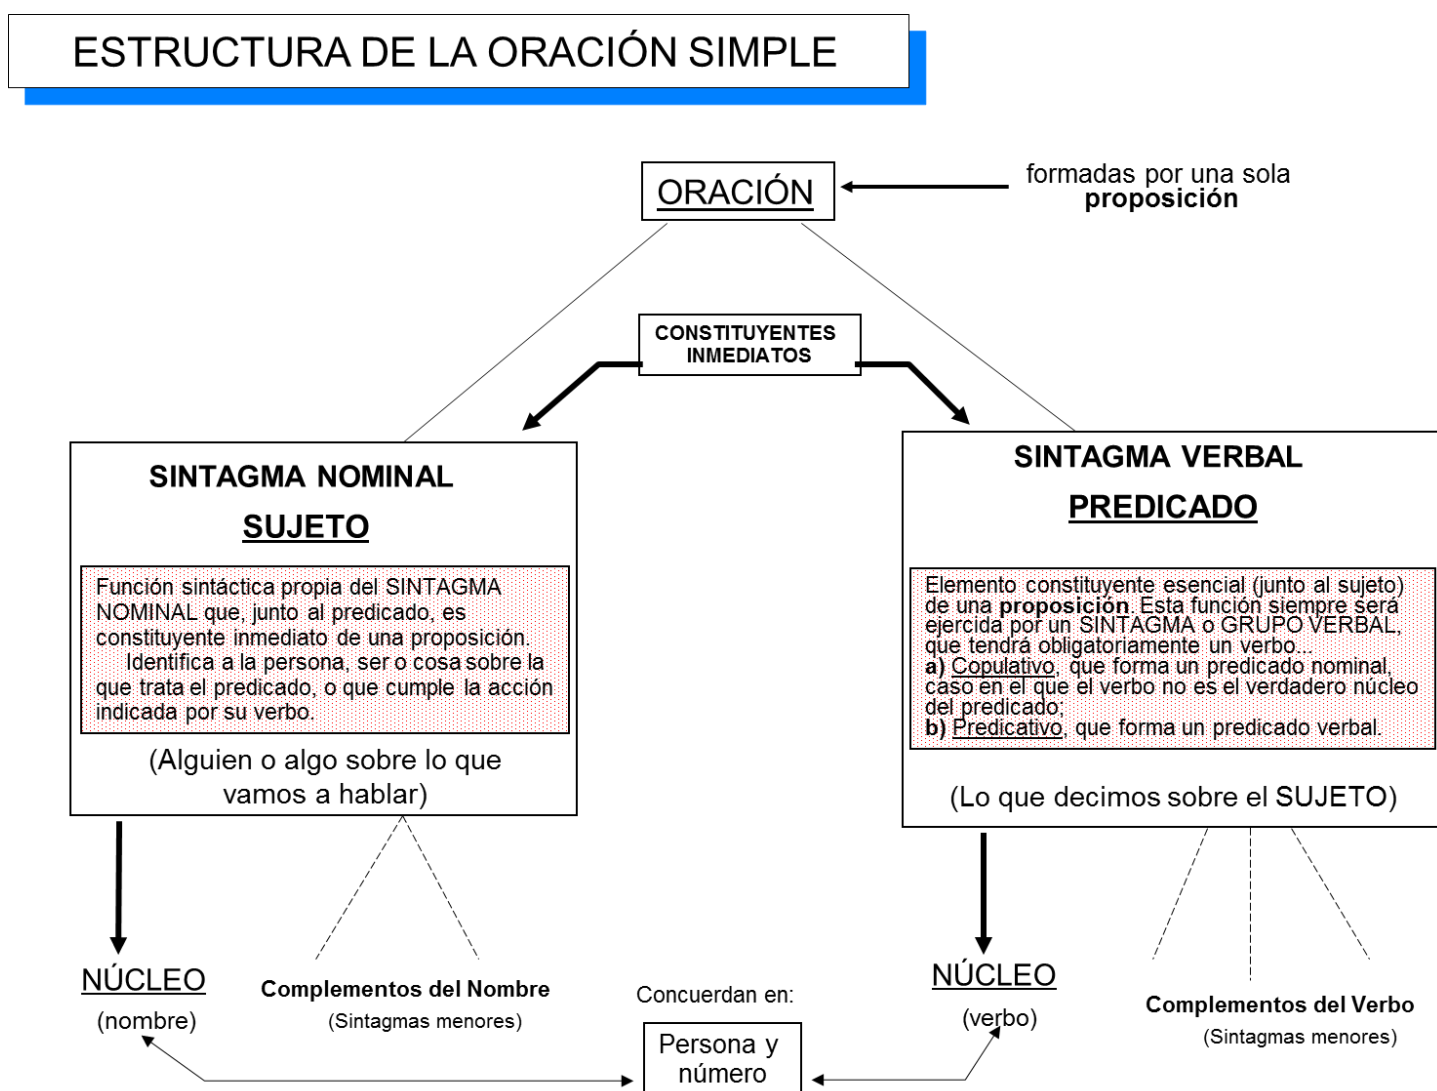 ESTRUCTURA DE LA ORACIÓN SIMPLE
ORACIÓN
formadas por una sola
proposición
CONSTITUYENTES
INMEDIATOS
SINTAGMA NOMINAL
SUJETO
Función sintáctica propia del SINTAGMA
NOMINAL que, junto al predicado, es
constituyente inmediato de una proposición.
Identifica a la persona, ser o cosa sobre la
que trata el predicado, o que cumple la acción
indicada por su verbo.
(Alguien o algo sobre lo que
vamos a hablar)
SINTAGMA VERBAL
PREDICADO
Elemento constituyente esencial (junto al sujeto)
de una proposición. Esta función siempre será
ejercida por un SINTAGMA o GRUPO VERBAL,
que tendrá obligatoriamente un verbo...
a) Copulativo, que forma un predicado nominal,
caso en el que el verbo no es el verdadero núcleo
del predicado;
b) Predicativo, que forma un predicado verbal.
(Lo que decimos sobre el SUJETO)
NÚCLEO
(nombre)
Complementos del Nombre
(Sintagmas menores)
Concuerdan en:
Persona y
número
NÚCLEO
(verbo)
Complementos del Verbo
(Sintagmas menores)